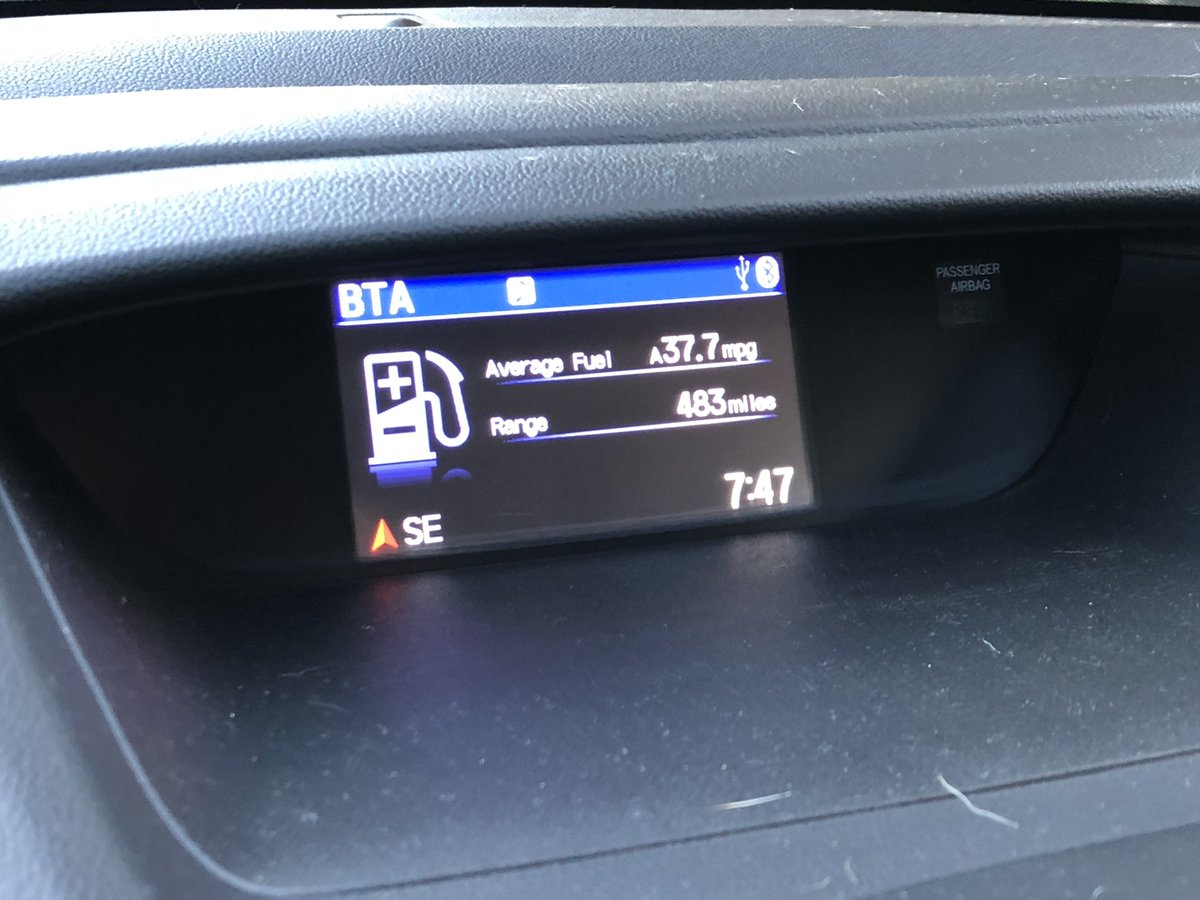 BTA
PASSENGER
AIRBAG
Average Fuel A37.7mpg
Range 483miles
SE 7:47